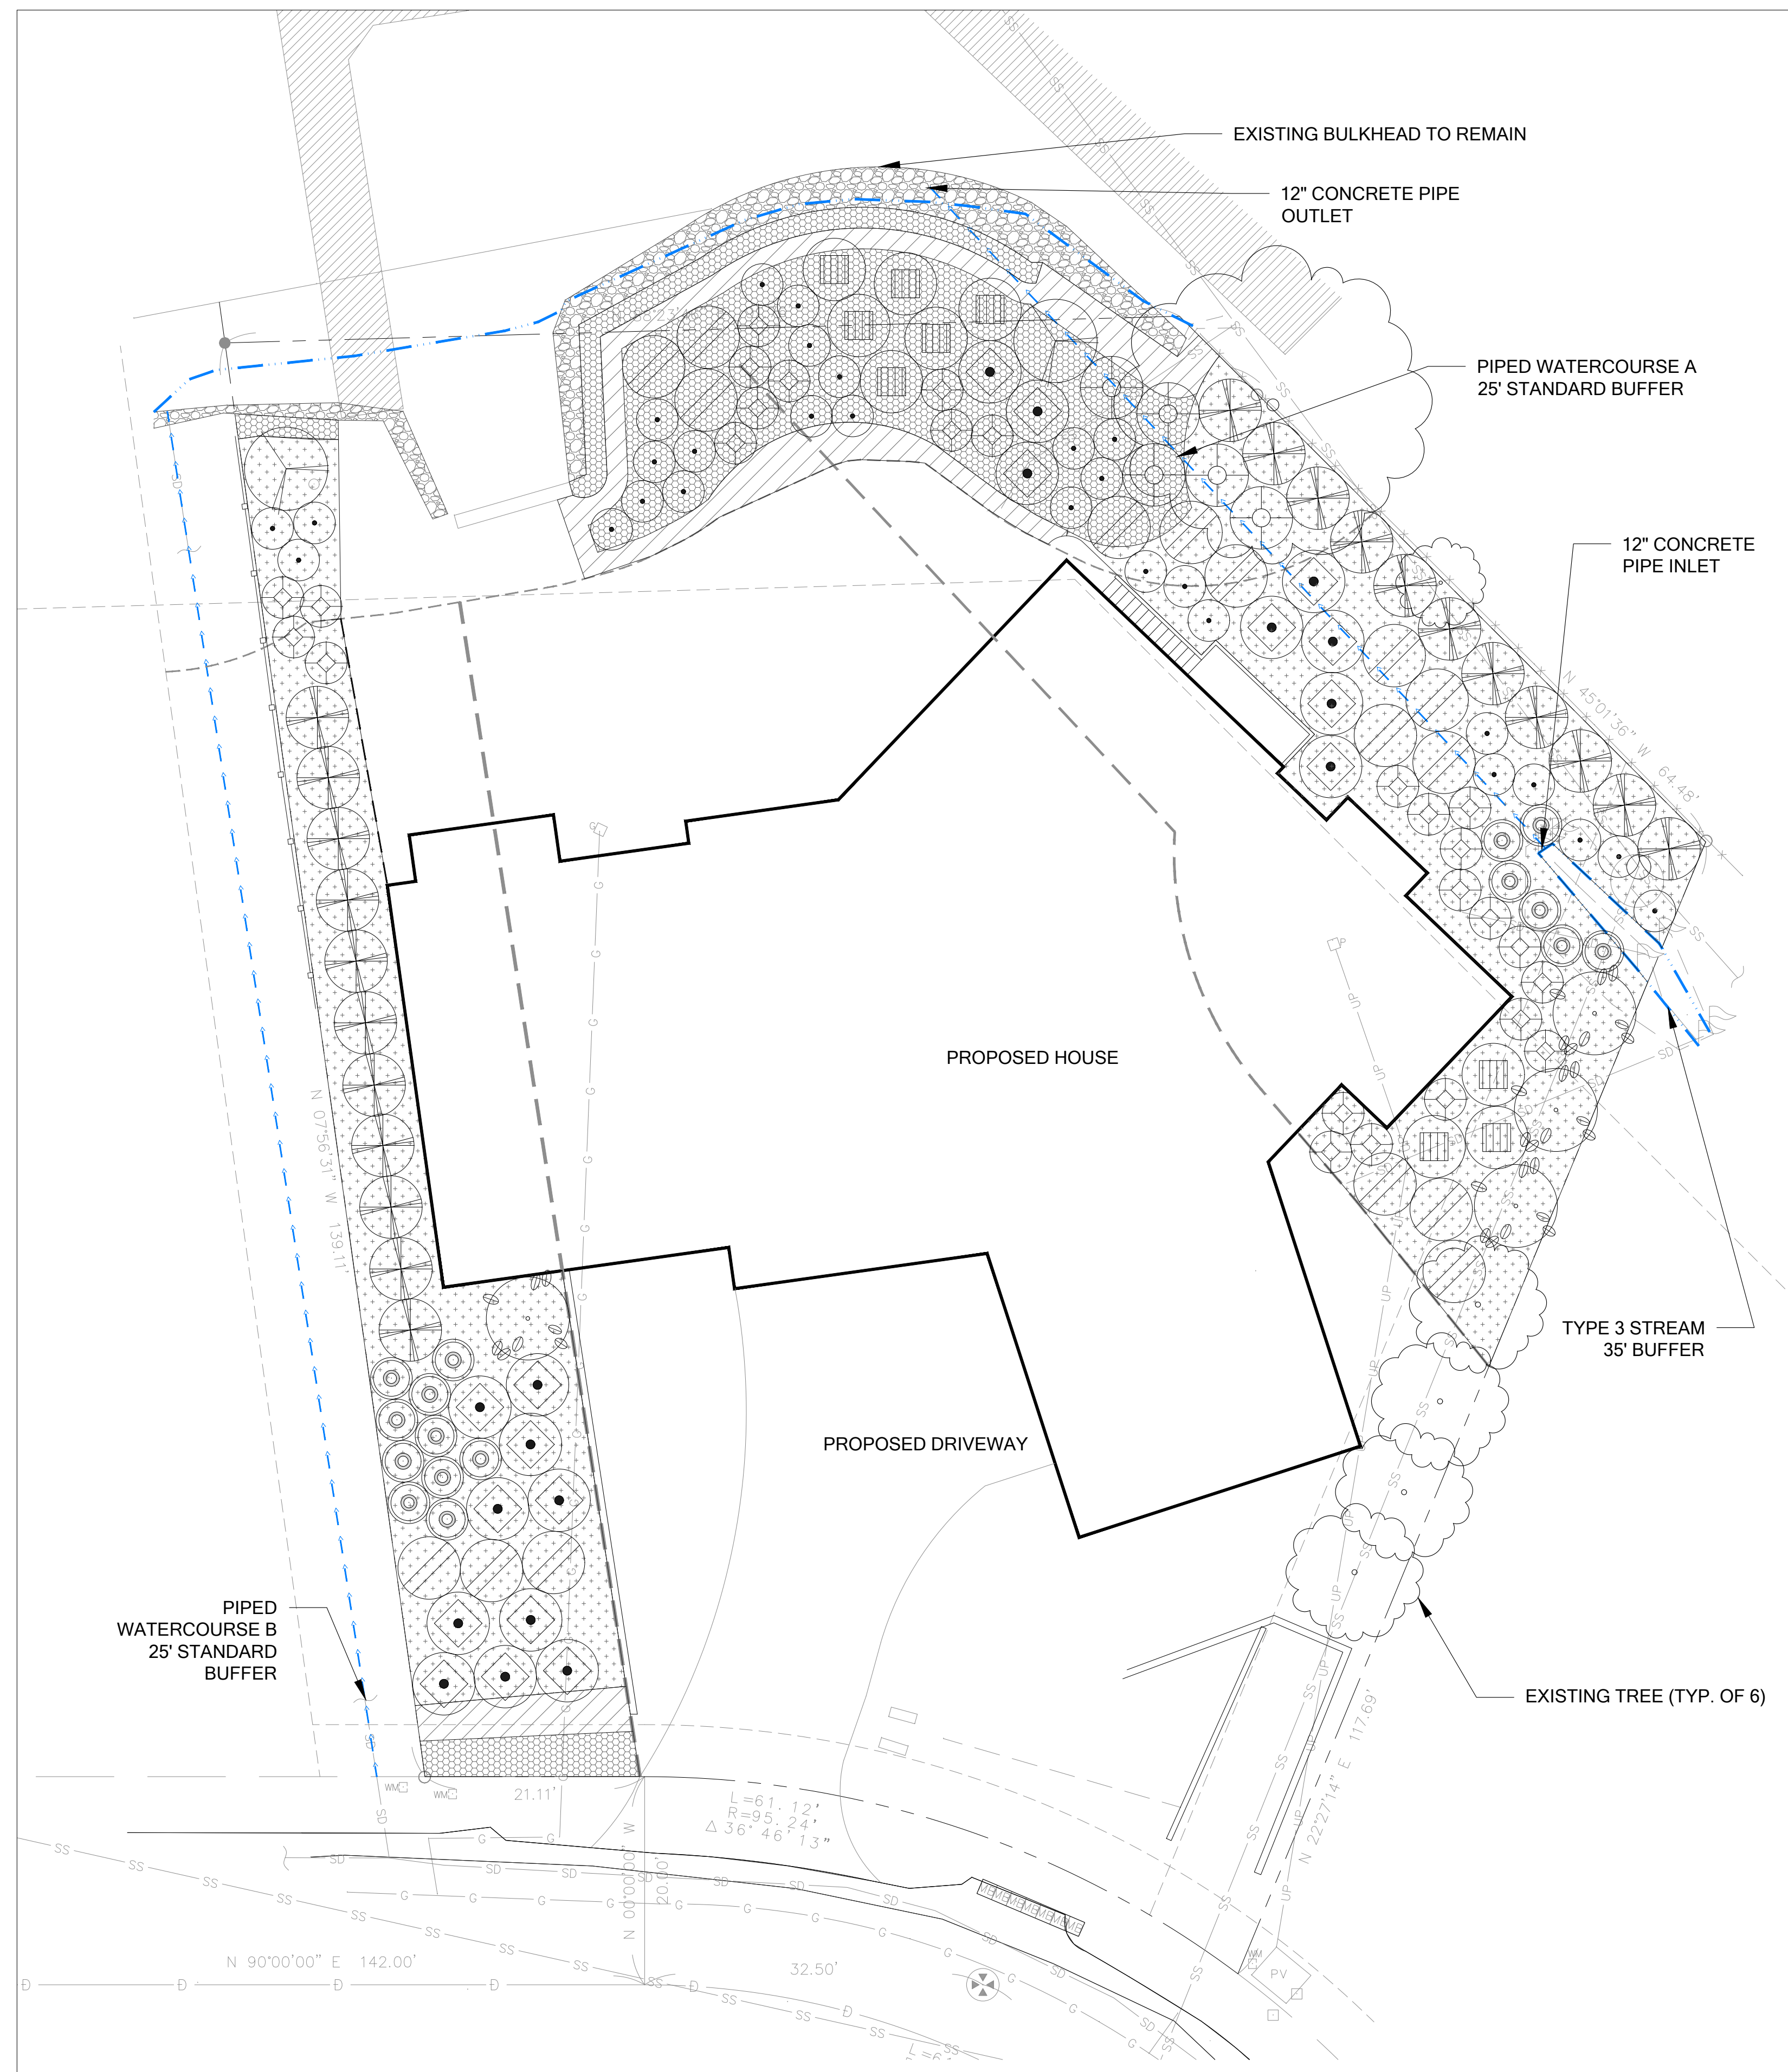 EXISTING BULKHEAD TO REMAIN
12" CONCRETE PIPE
OUTLET
PIPED WATERCOURSE A
25' STANDARD BUFFER
12" CONCRETE
PIPE INLET
N 45°01'36" W 64.48'
PROPOSED HOUSE
N 07°56'31" W 139.11'
TYPE 3 STREAM
35' BUFFER
PROPOSED DRIVEWAY
PIPED
WATERCOURSE B
25' STANDARD
BUFFER
EXISTING TREE (TYP. OF 6)
N 22°27'14" E 117.69'
WM
WM
21.11'
L=61.12'
R=95.24'
Δ 36°46'13"
N 00°00'00" W
20.00'
N 90°00'00" E 142.00'
32.50'
WM
PV